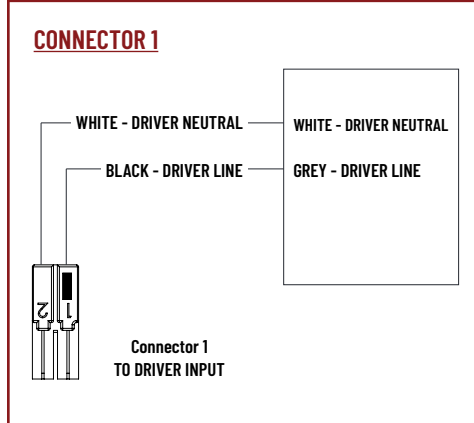 CONNECTOR 1
WHITE - DRIVER NEUTRAL
WHITE - DRIVER NEUTRAL
BLACK - DRIVER LINE
GREY - DRIVER LINE
2
1
Connector 1
TO DRIVER INPUT